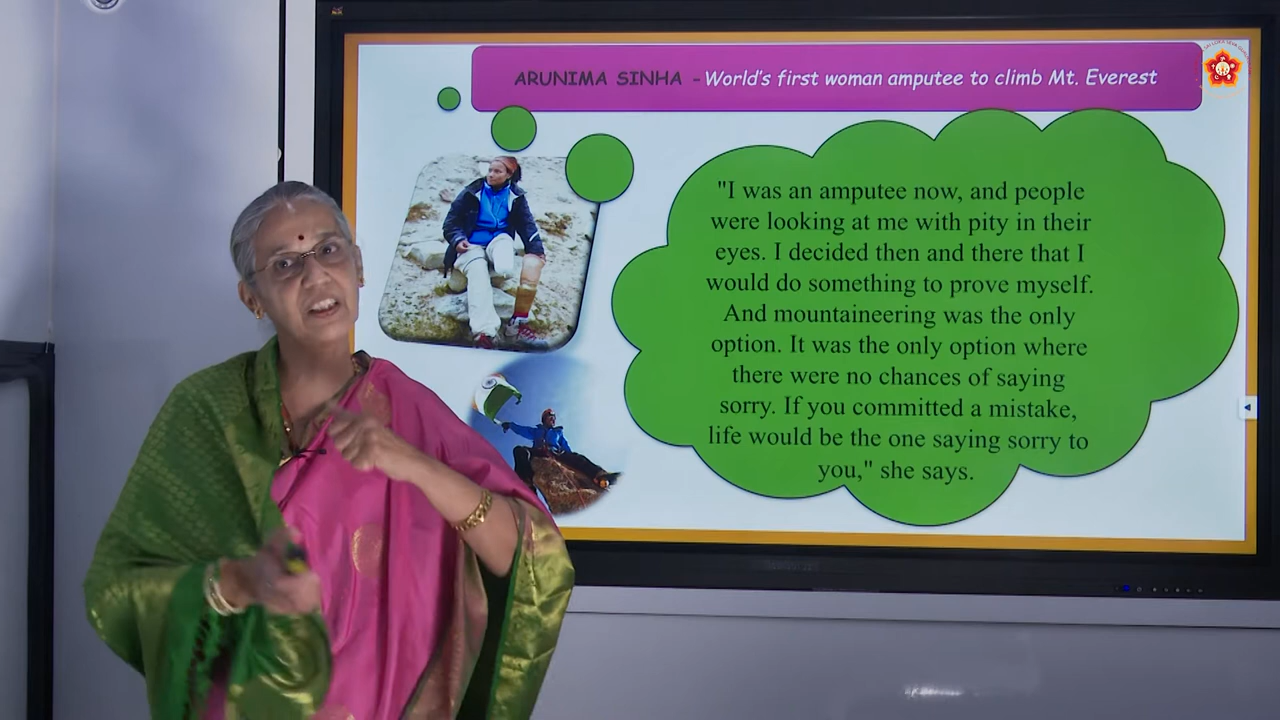 ARUNIMA SINHA - World's first woman amputee to climb Mt. Everest
"I was an amputee now, and people
were looking at me with pity in their
eyes. I decided then and there that I
would do something to prove myself.
And mountaineering was the only
option. It was the only option where
there were no chances of saying
sorry. If you committed a mistake,
life would be the one saying sorry to
you," she says.